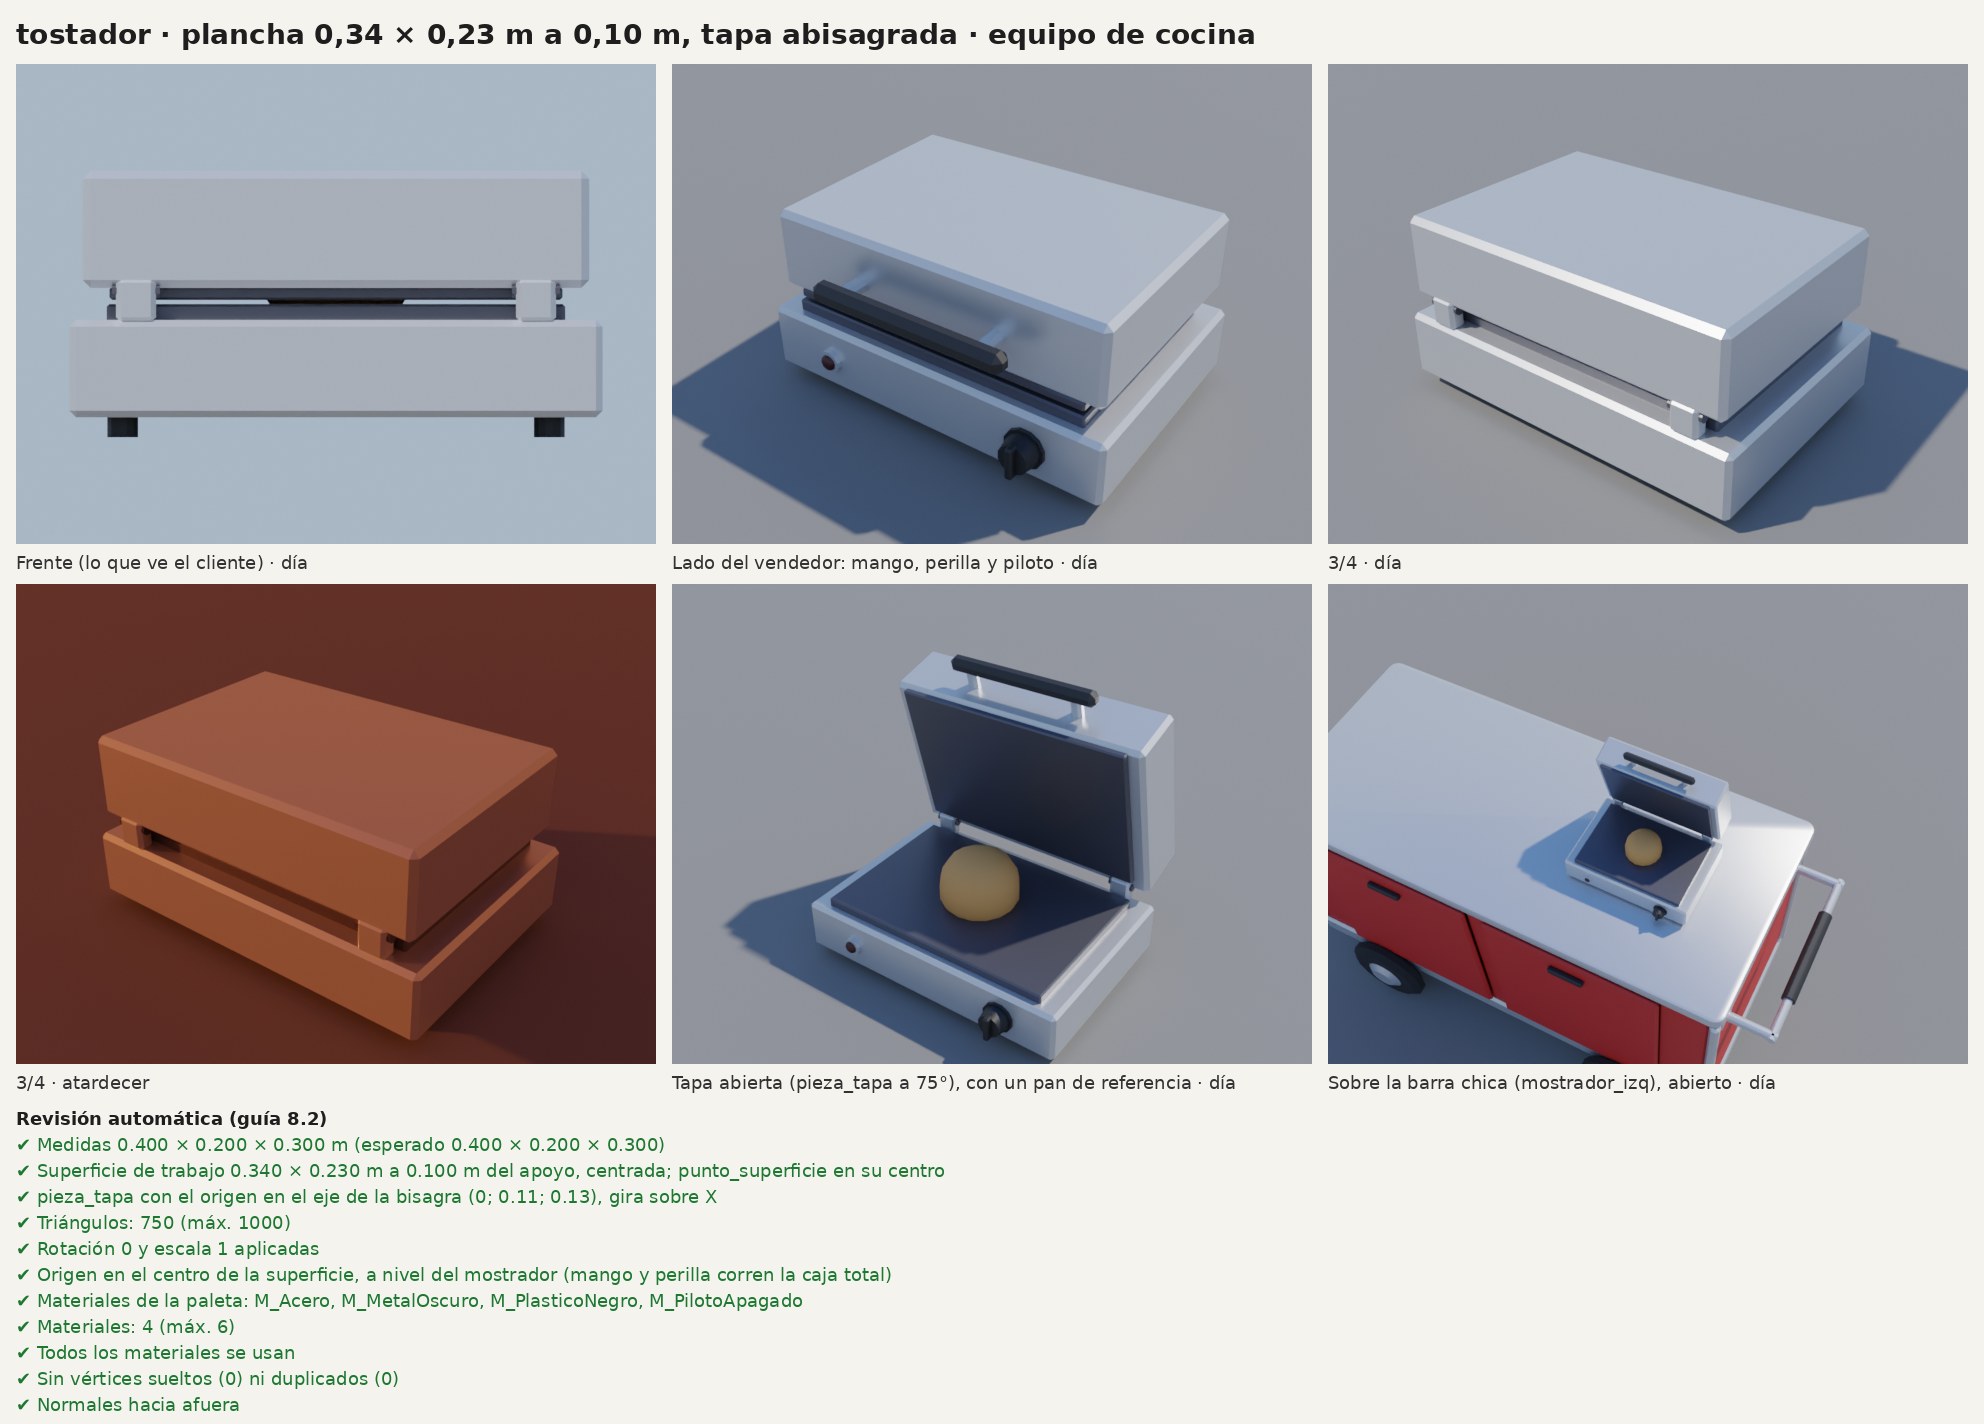 tostador · plancha 0,34 × 0,23 m a 0,10 m, tapa abisagrada · equipo de cocina
Frente (lo que ve el cliente) · día
Lado del vendedor: mango, perilla y piloto · día
3/4 · día
3/4 · atardecer
Tapa abierta (pieza_tapa a 75°), con un pan de referencia · día
Sobre la barra chica (mostrador_izq), abierto · día
Revisión automática (guía 8.2)
✔ Medidas 0.400 × 0.200 × 0.300 m (esperado 0.400 × 0.200 × 0.300)
✔ Superficie de trabajo 0.340 × 0.230 m a 0.100 m del apoyo, centrada; punto_superficie en su centro
✔ pieza_tapa con el origen en el eje de la bisagra (0; 0.11; 0.13), gira sobre X
✔ Triángulos: 750 (máx. 1000)
✔ Rotación 0 y escala 1 aplicadas
✔ Origen en el centro de la superficie, a nivel del mostrador (mango y perilla corren la caja total)
✔ Materiales de la paleta: M_Acero, M_MetalOscuro, M_PlasticoNegro, M_PilotoApagado
✔ Materiales: 4 (máx. 6)
✔ Todos los materiales se usan
✔ Sin vértices sueltos (0) ni duplicados (0)
✔ Normales hacia afuera